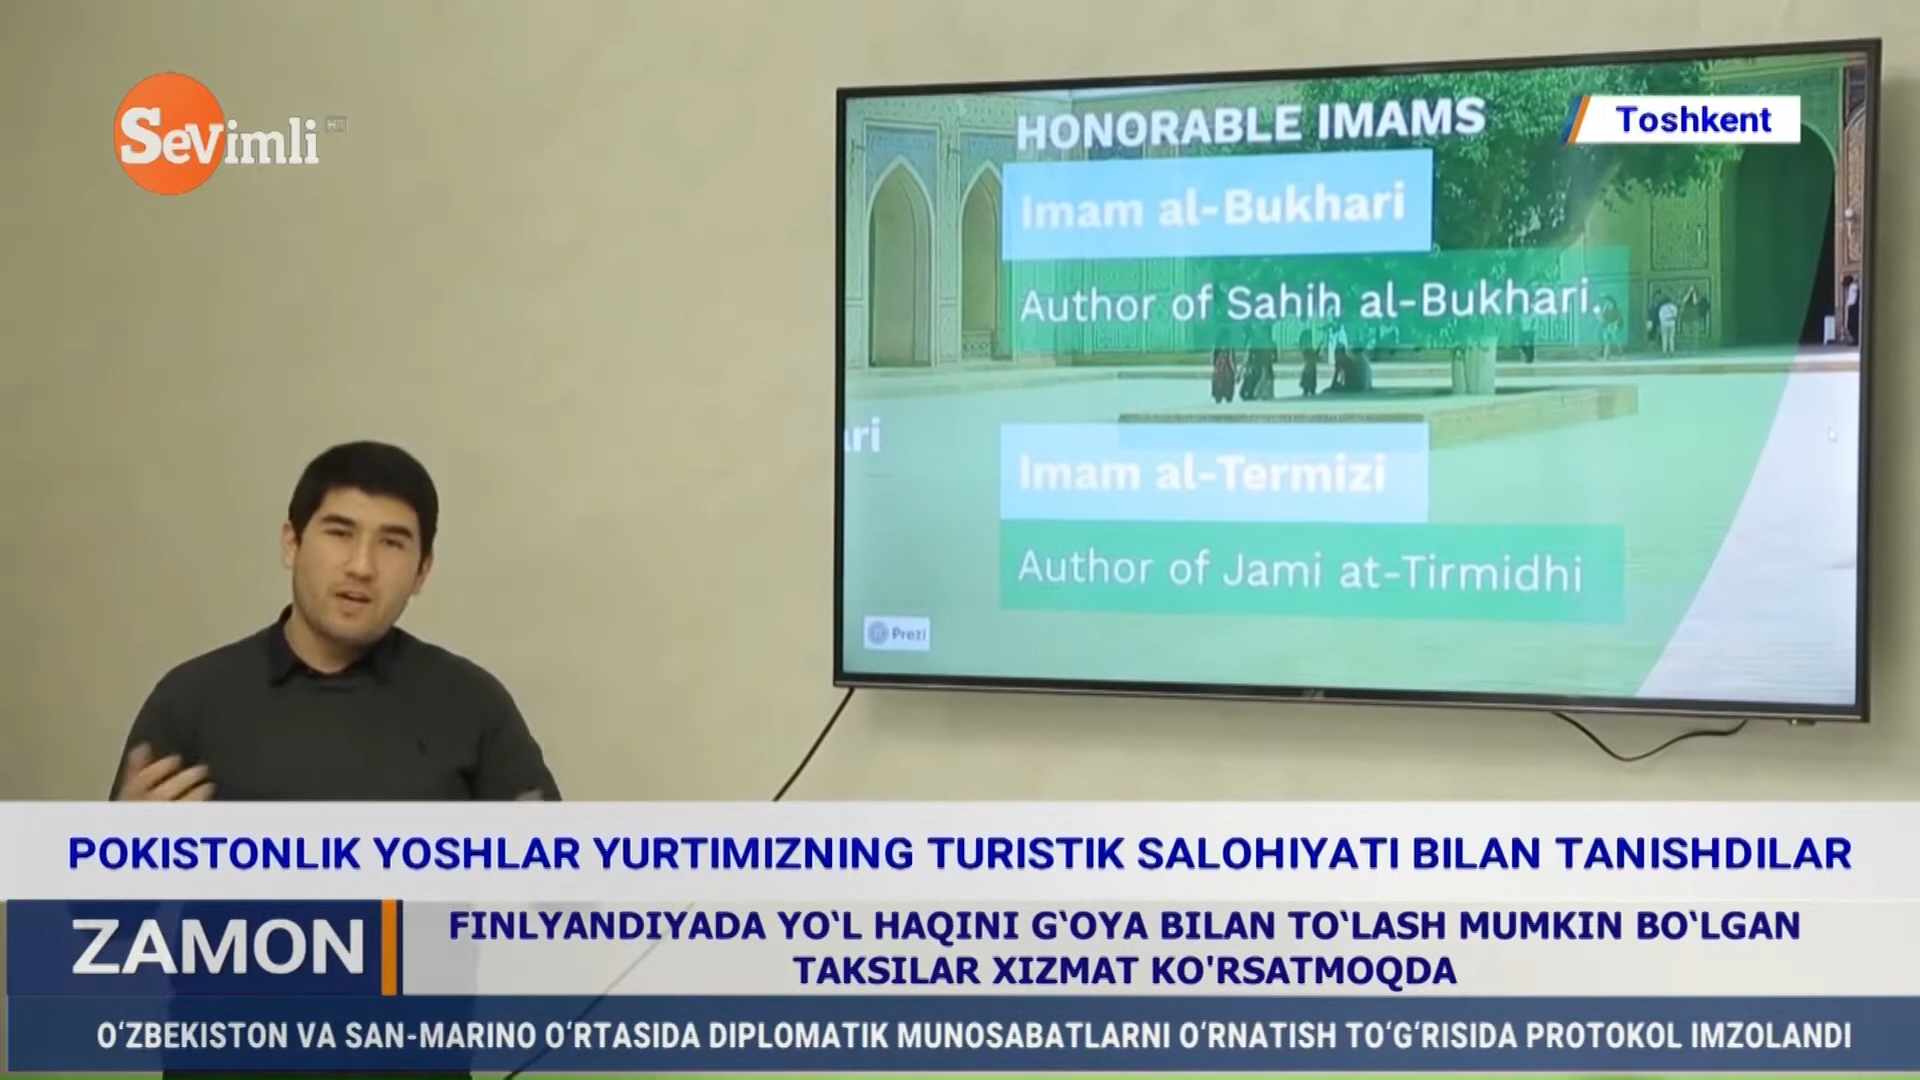 Sevimli
HD
Toshkent
HONORABLE IMAMS
Imam al-Bukhari
Author of Sahih al-Bukhari.
ri
Imam al-Termizi
Author of Jami at-Tirmidhi
Prezi
POKISTONLIK YOSHLAR YURTIMIZNING TURISTIK SALOHIYATI BILAN TANISHDILAR
ZAMON
FINLYANDIYADA YO‘L HAQINI G‘OYA BILAN TO‘LASH MUMKIN BO‘LGAN
TAKSILAR XIZMAT KO'RSATMOQDA
O‘ZBEKISTON VA SAN-MARINO O‘RTASIDA DIPLOMATIK MUNOSABATLARNI O‘RNATISH TO‘G‘RISIDA PROTOKOL IMZOLANDI